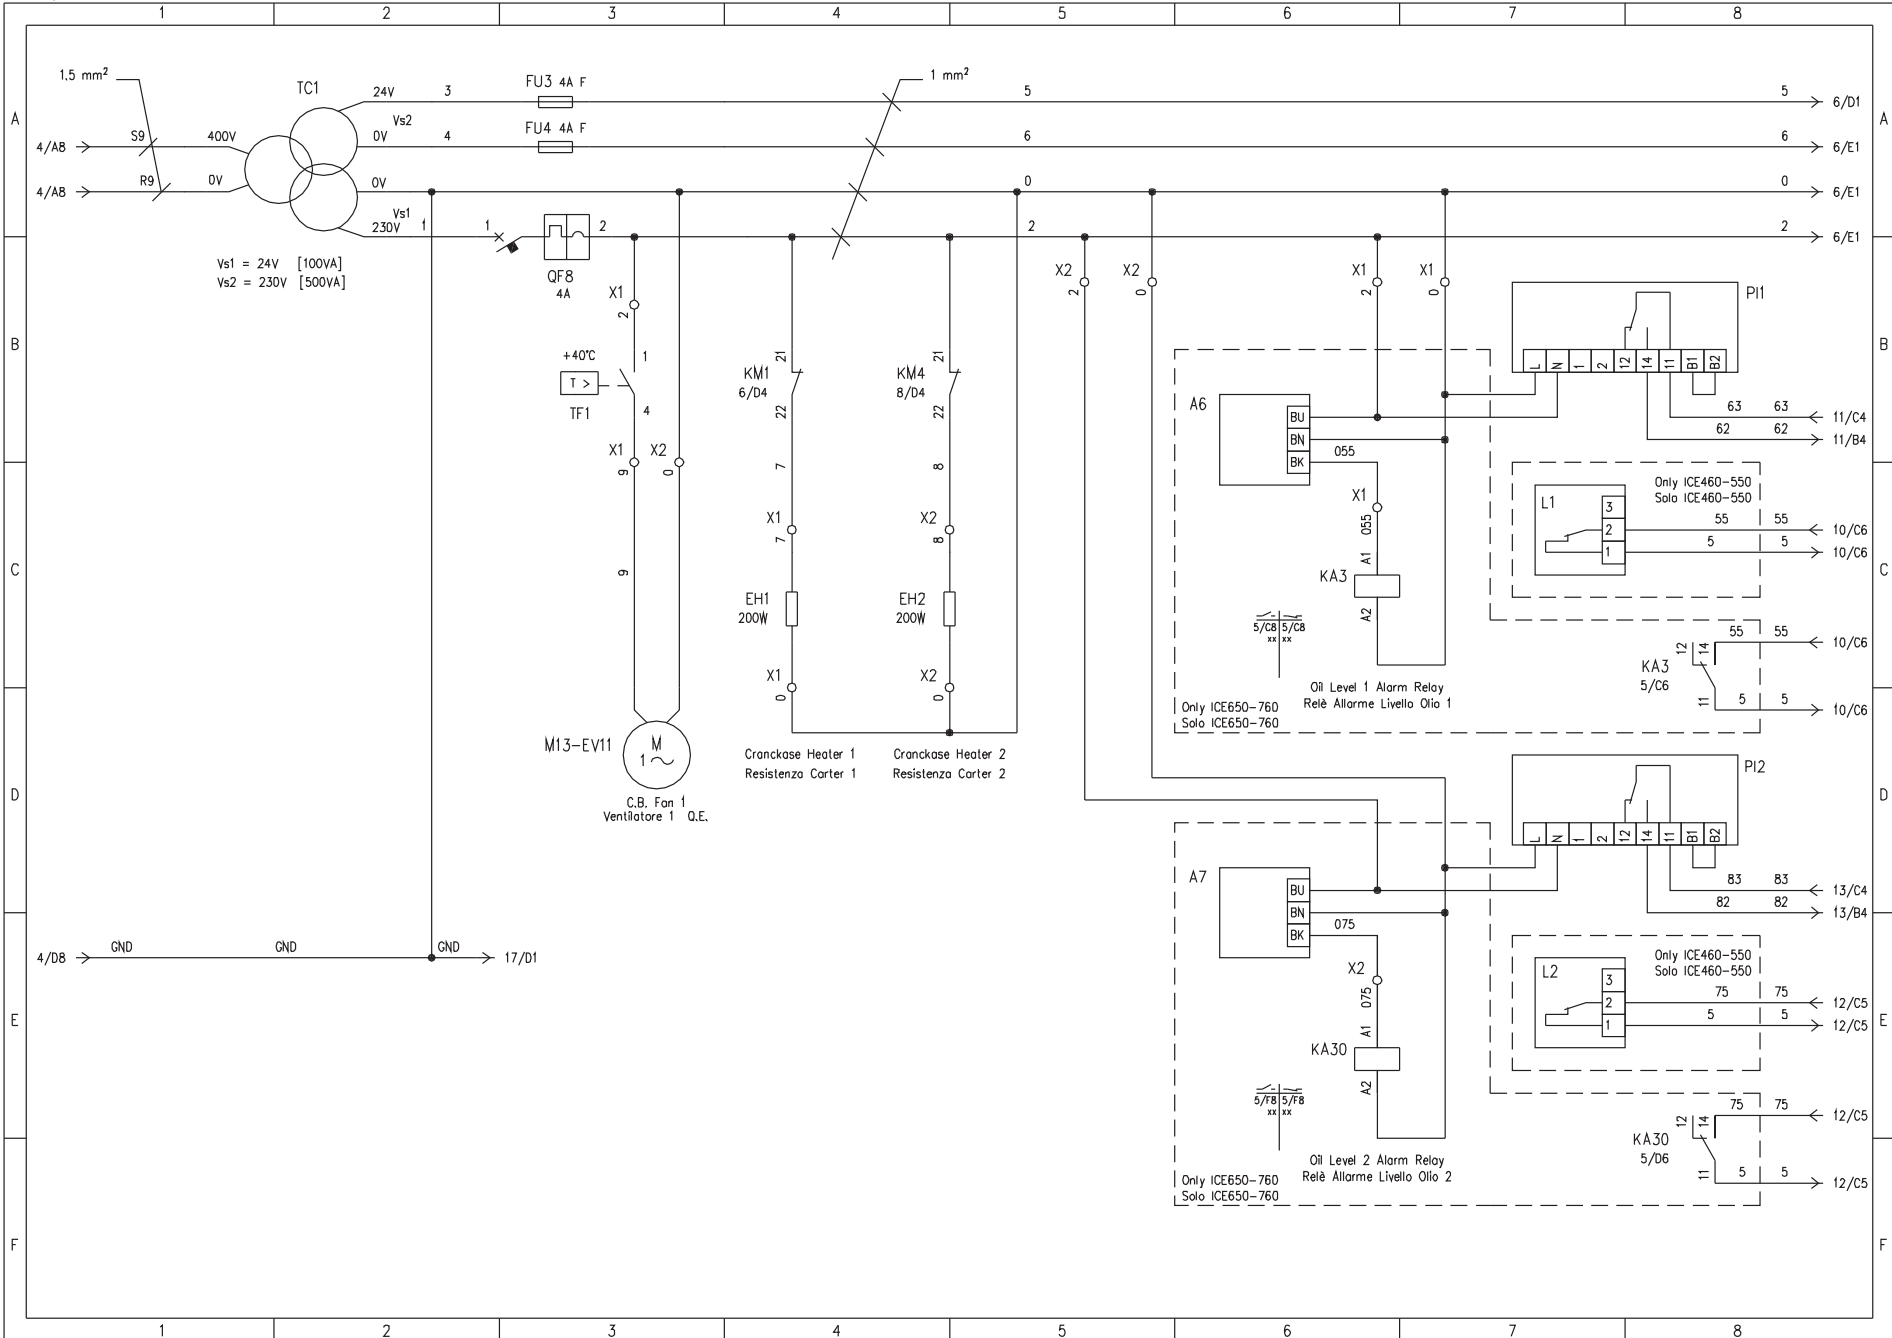 1 2 3 4 5 6 7 8
A A
1,5 mm²
TC1
24V 3 FU3 4A F 1 mm² 5 5 6/D1
Vs2
4/A8 S9 400V 0V 4 FU4 4A F 6 6 6/E1
4/A8 R9 0V 0V 0 0 6/E1
Vs1
230V 1 1 2 2 2 6/E1
Vs1 = 24V [100VA]
Vs2 = 230V [500VA]
QF8
4A
B B
X1
2
+40°C
T >
TF1
1
4
X1
9
X2
0
9
M13-EV11
M
1
C.B. Fan 1
Ventilatore 1 Q.E.
KM1
6/D4
21
22
7
X1
7
EH1
200W
X1
0
Cranckase Heater 1
Resistenza Carter 1
KM4
8/D4
21
22
8
X2
8
EH2
200W
X2
0
Cranckase Heater 2
Resistenza Carter 2
X2
2
X2
0
X1
2
X1
0
PI1
L N 1 2 12 14 11 B1 B2
63 63 11/C4
62 62 11/B4
A6
BU
BN
BK
055
X1
055
A1
KA3
A2
5/C8 5/C8
xx xx
Oil Level 1 Alarm Relay
Relè Allarme Livello Olio 1
Only ICE650-760
Solo ICE650-760
C C
Only ICE460-550
Solo ICE460-550
L1
3
2
1
55 55 10/C6
5 5 10/C6
KA3
5/C6
12 14
11
55 55 10/C6
5 5 10/C6
D D
PI2
L N 1 2 12 14 11 B1 B2
83 83 13/C4
82 82 13/B4
A7
BU
BN
BK
075
X2
075
A1
KA30
A2
5/F8 5/F8
xx xx
Oil Level 2 Alarm Relay
Relè Allarme Livello Olio 2
Only ICE650-760
Solo ICE650-760
4/D8 GND GND GND 17/D1
E E
Only ICE460-550
Solo ICE460-550
L2
3
2
1
75 75 12/C5
5 5 12/C5
KA30
5/D6
12 14
11
75 75 12/C5
5 5 12/C5
F F
1 2 3 4 5 6 7 8